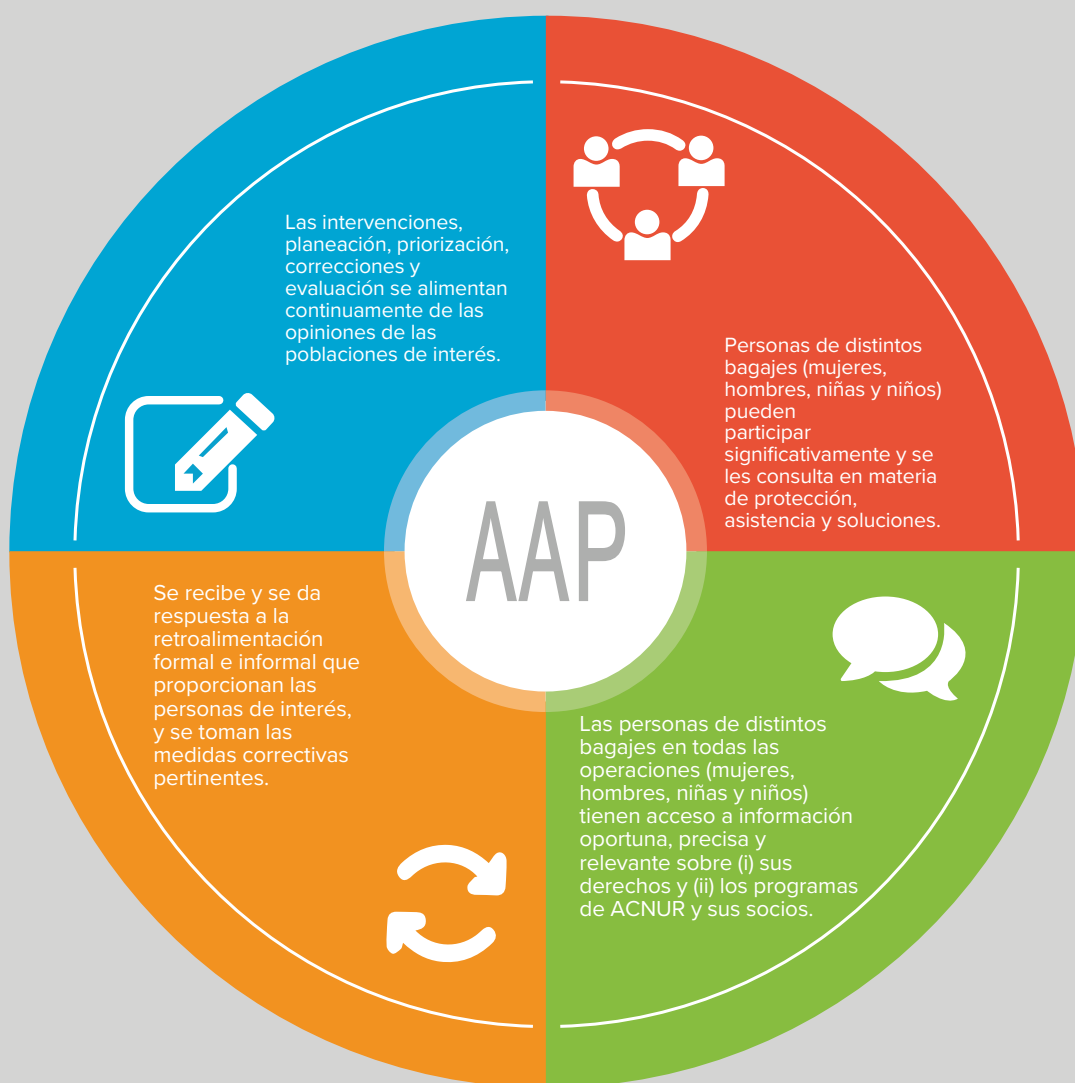 Las intervenciones,
planeación, priorización,
correcciones y
evaluación se alimentan
continuamente de las
opiniones de las
poblaciones de interés.
Personas de distintos
bagajes (mujeres,
hombres, niñas y niños)
pueden
participar
significativamente y se
les consulta en materia
de protección,
asistencia y soluciones.
AAP
Se recibe y se da
respuesta a la
retroalimentación
formal e informal que
proporcionan las
personas de interés,
y se toman las
medidas correctivas
pertinentes.
Las personas de distintos
bagajes en todas las
operaciones (mujeres,
hombres, niñas y niños)
tienen acceso a información
oportuna, precisa y
relevante sobre (i) sus
derechos y (ii) los programas
de ACNUR y sus socios.